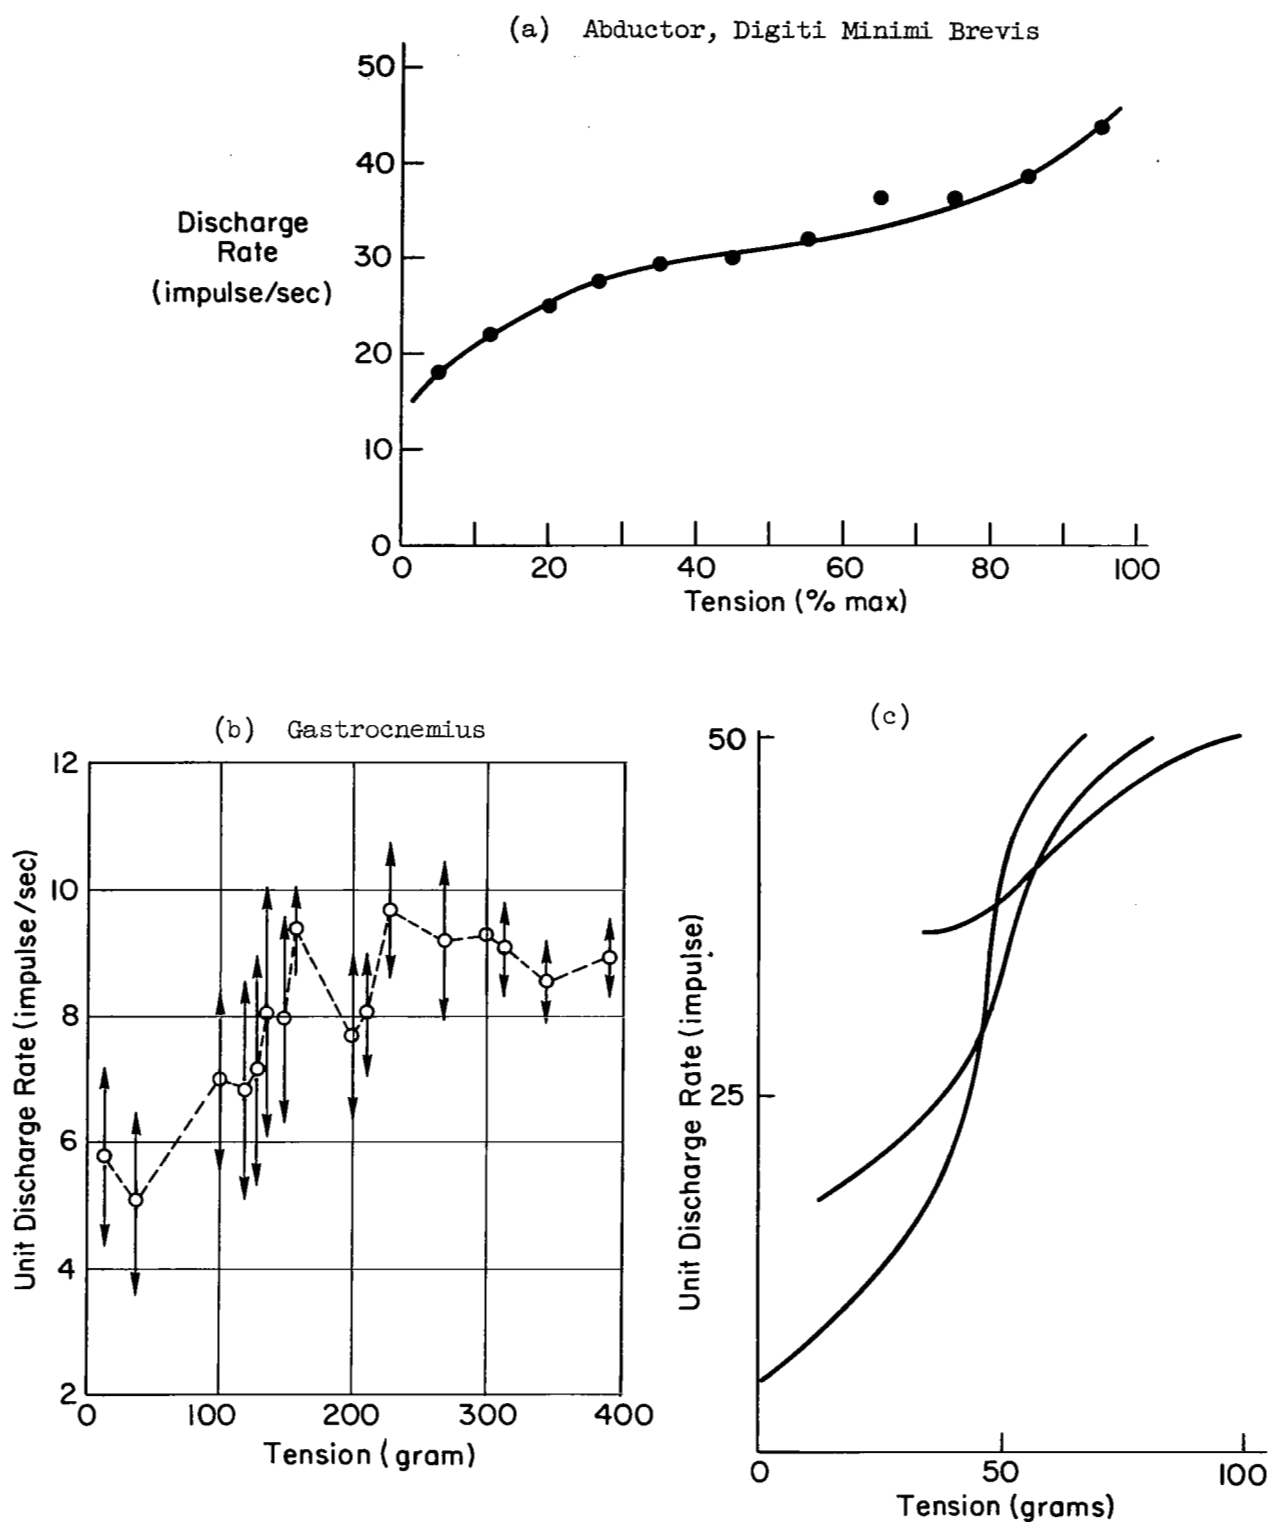 (a) Abductor, Digiti Minimi Brevis
50
40
Discharge
Rate
(impulse/sec)
30
20
10
0
0 20 40 60 80 100
Tension (% max)
(b) Gastrocnemius
12
10
8
6
4
2
Unit Discharge Rate (impulse/sec)
0 100 200 300 400
Tension (gram)
(c)
50
25
Unit Discharge Rate (impulse)
0 50 100
Tension (grams)